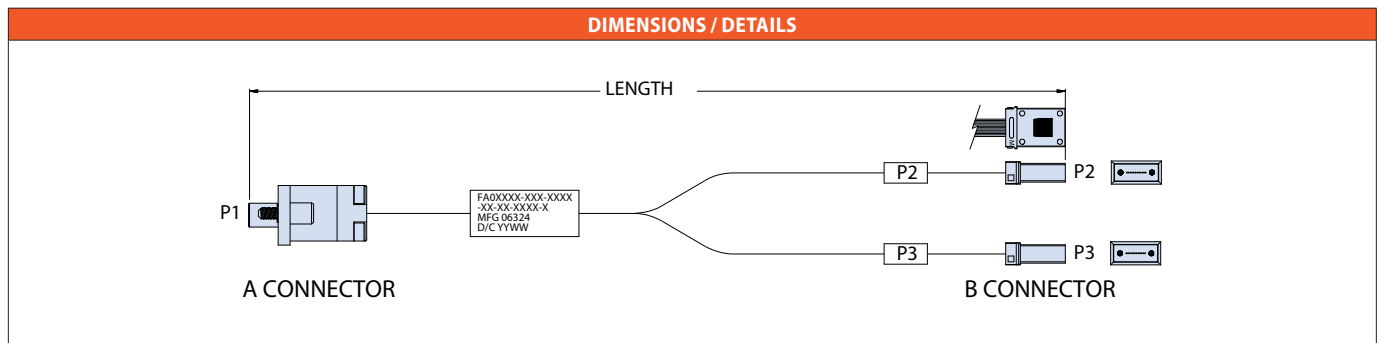 DIMENSIONS / DETAILS
LENGTH
P1
FA0XXXX-XXX-XXXX
-XX-XX-XXXX-X
MFG 06324
D/C YYWW
P2
P2
P3
P3
A CONNECTOR
B CONNECTOR